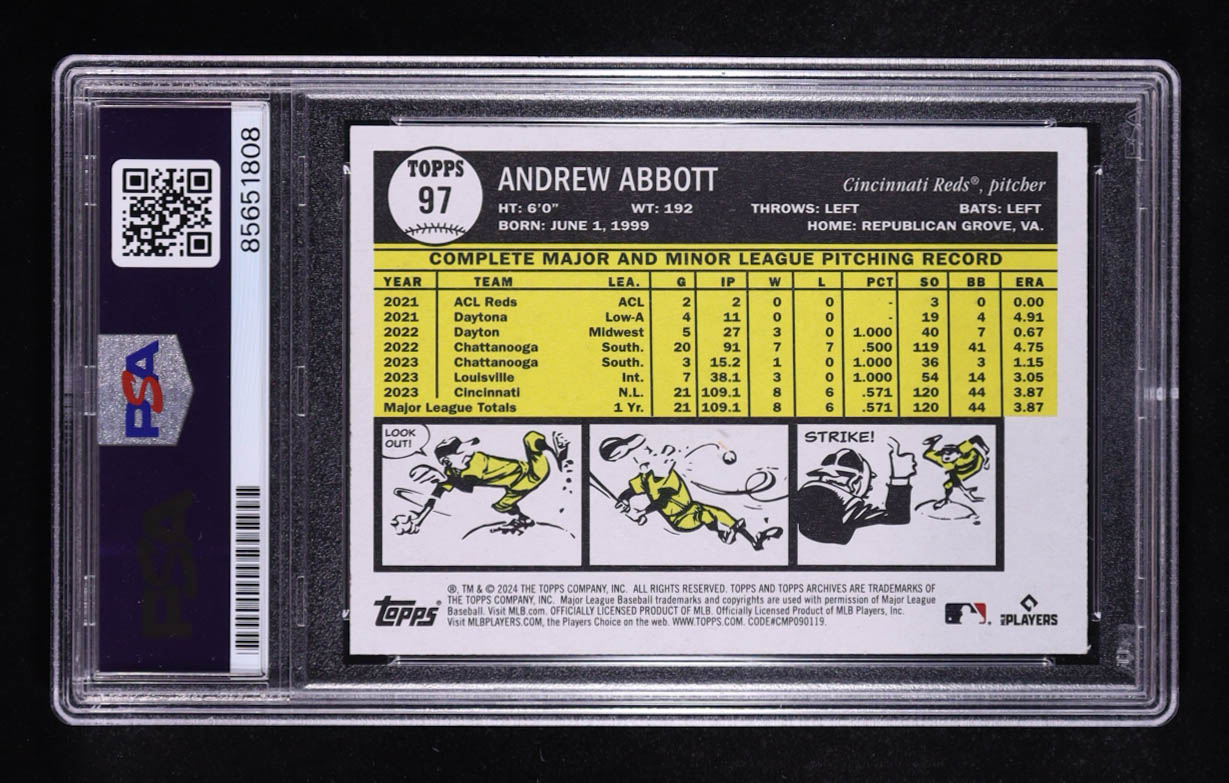 85651808
PSA
PSA
TOPPS
97
ANDREW ABBOTT
Cincinnati Reds®, pitcher
HT: 6'0" WT: 192 THROWS: LEFT BATS: LEFT
BORN: JUNE 1, 1999 HOME: REPUBLICAN GROVE, VA.
COMPLETE MAJOR AND MINOR LEAGUE PITCHING RECORD
YEAR TEAM LEA. G IP W L PCT SO BB ERA
2021 ACL Reds ACL 2 2 0 0 - 3 0 0.00
2021 Daytona Low-A 4 11 0 0 - 19 4 4.91
2022 Dayton Midwest 5 27 3 0 1.000 40 7 0.67
2022 Chattanooga South. 20 91 7 7 .500 119 41 4.75
2023 Chattanooga South. 3 15.2 1 0 1.000 36 3 1.15
2023 Louisville Int. 7 38.1 3 0 1.000 54 14 3.05
2023 Cincinnati N.L. 21 109.1 8 6 .571 120 44 3.87
Major League Totals 1 Yr. 21 109.1 8 6 .571 120 44 3.87
LOOK
OUT!
STRIKE!
®, TM & © 2024 THE TOPPS COMPANY, INC. ALL RIGHTS RESERVED. TOPPS AND TOPPS ARCHIVES ARE TRADEMARKS OF
THE TOPPS COMPANY, INC. Major League Baseball trademarks and copyrights are used with permission of Major League
Baseball. Visit MLB.com. OFFICIALLY LICENSED PRODUCT OF MLB. Officially Licensed Product of MLB Players, Inc.
Visit MLBPLAYERS.COM, the Players Choice on the web. WWW.TOPPS.COM. CODE#CMP090119.
Topps®
PLAYERS